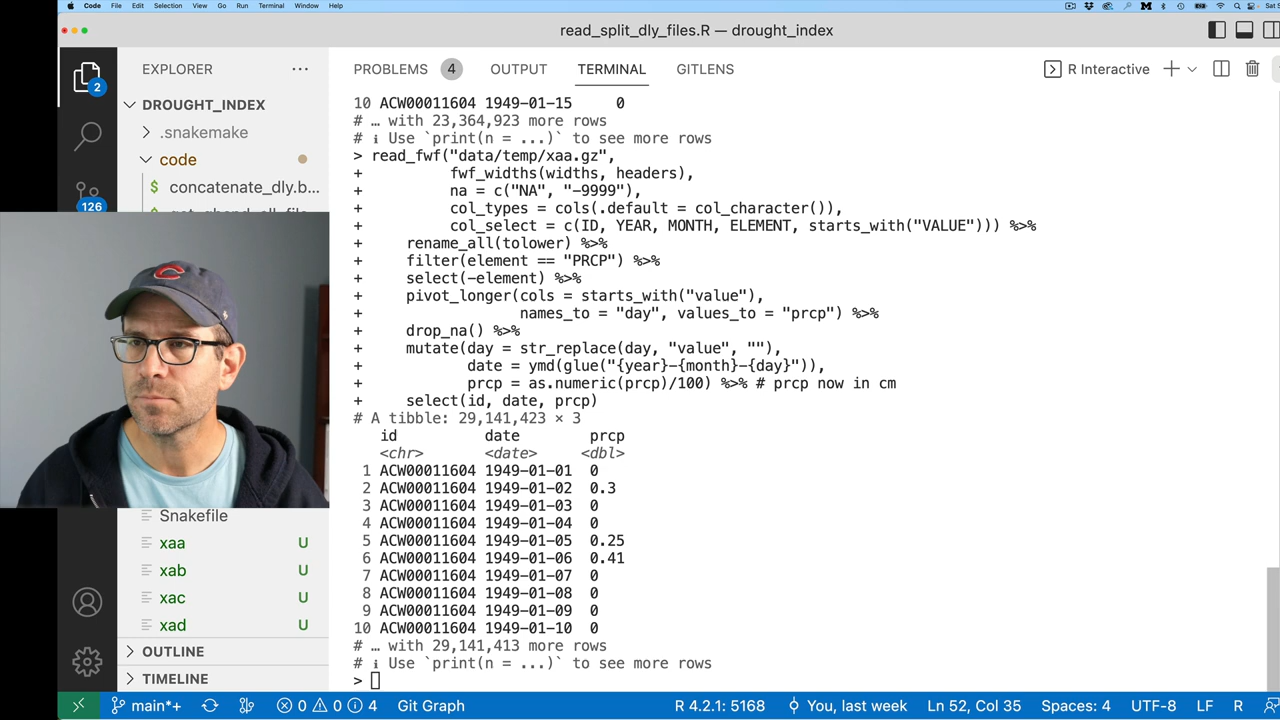 Code File Edit Selection View Go Run Terminal Window Help
read_split_dly_files.R — drought_index
EXPLORER
PROBLEMS 4 OUTPUT TERMINAL GITLENS
R Interactive
2
DROUGHT_INDEX
.snakemake
code
$ concatenate_dly.b...
126
10 ACW00011604 1949-01-15 0
# … with 23,364,923 more rows
# ℹ Use `print(n = ...)` to see more rows
> read_fwf("data/temp/xaa.gz",
+ fwf_widths(widths, headers),
+ na = c("NA", "-9999"),
+ col_types = cols(.default = col_character()),
+ col_select = c(ID, YEAR, MONTH, ELEMENT, starts_with("VALUE"))) %>%
+ rename_all(tolower) %>%
+ filter(element == "PRCP") %>%
+ select(-element) %>%
+ pivot_longer(cols = starts_with("value"),
+ names_to = "day", values_to = "prcp") %>%
+ drop_na() %>%
+ mutate(day = str_replace(day, "value", ""),
+ date = ymd(glue("{year}-{month}-{day}")),
+ prcp = as.numeric(prcp)/100) %>% # prcp now in cm
+ select(id, date, prcp)
# A tibble: 29,141,423 × 3
id date prcp
<chr> <date> <dbl>
1 ACW00011604 1949-01-01 0
2 ACW00011604 1949-01-02 0.3
3 ACW00011604 1949-01-03 0
4 ACW00011604 1949-01-04 0
5 ACW00011604 1949-01-05 0.25
6 ACW00011604 1949-01-06 0.41
7 ACW00011604 1949-01-07 0
8 ACW00011604 1949-01-08 0
9 ACW00011604 1949-01-09 0
10 ACW00011604 1949-01-10 0
# … with 29,141,413 more rows
# ℹ Use `print(n = ...)` to see more rows
>
Snakefile
xaa U
xab U
xac U
xad U
OUTLINE
TIMELINE
main*+ 0 0 4 Git Graph R 4.2.1: 5168 You, last week Ln 52, Col 35 Spaces: 4 UTF-8 LF R